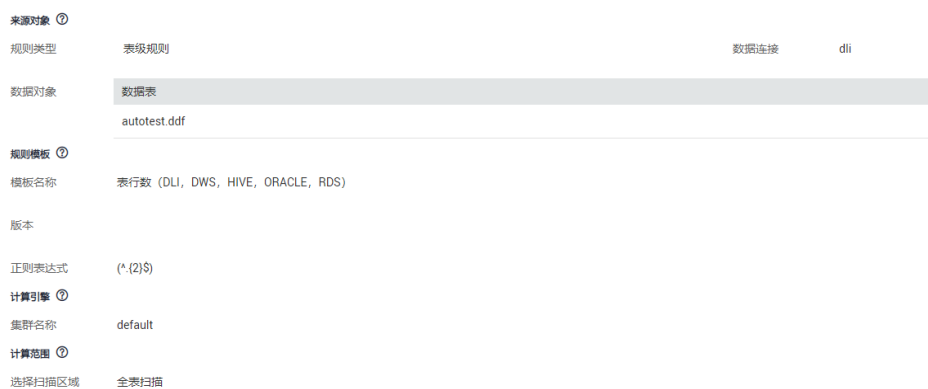 来源对象 ?
规则类型 表级规则 数据连接 dli
数据对象 数据表
autotest.ddf
规则模板 ?
模板名称 表行数（DLI，DWS，HIVE，ORACLE，RDS）
版本
正则表达式 (^.{2}$)
计算引擎 ?
集群名称 default
计算范围 ?
选择扫描区域 全表扫描